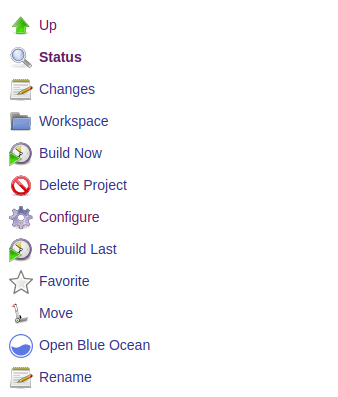 Up
Status
Changes
Workspace
Build Now
Delete Project
Configure
Rebuild Last
Favorite
Move
Open Blue Ocean
Rename